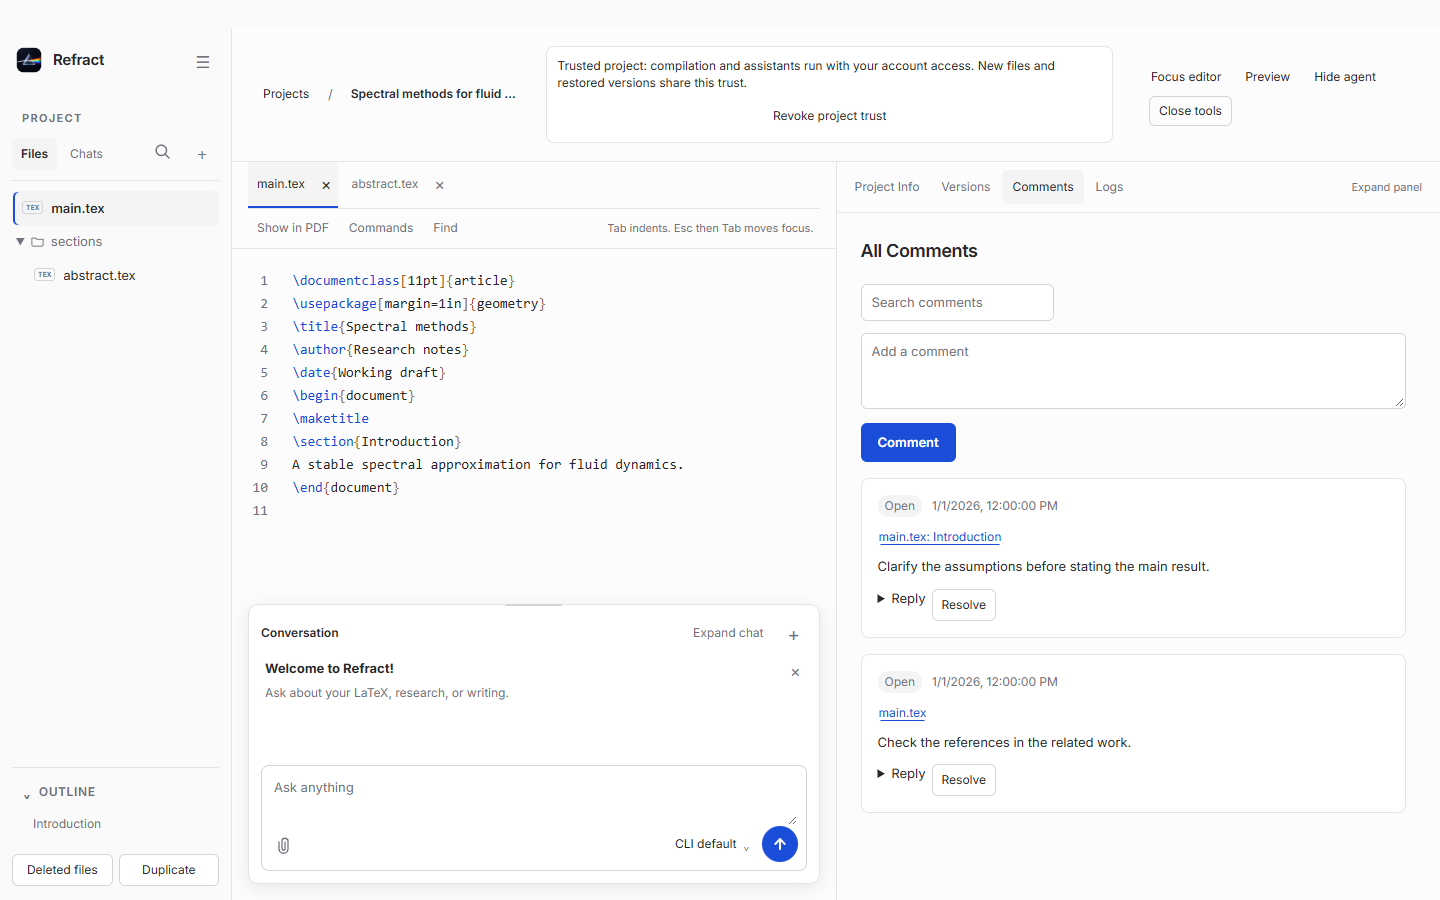 Refract
PROJECT
Files
Chats
+
TEX main.tex
sections
TEX abstract.tex
OUTLINE
Introduction
Deleted files
Duplicate
Projects / Spectral methods for fluid ...
Trusted project: compilation and assistants run with your account access. New files and
restored versions share this trust.
Revoke project trust
Focus editor
Preview
Hide agent
Close tools
main.tex ×
abstract.tex ×
Show in PDF
Commands
Find
Tab indents. Esc then Tab moves focus.
1 \documentclass[11pt]{article}
2 \usepackage[margin=1in]{geometry}
3 \title{Spectral methods}
4 \author{Research notes}
5 \date{Working draft}
6 \begin{document}
7 \maketitle
8 \section{Introduction}
9 A stable spectral approximation for fluid dynamics.
10 \end{document}
11
Conversation
Expand chat
+
Welcome to Refract!
×
Ask about your LaTeX, research, or writing.
Ask anything
CLI default
Project Info
Versions
Comments
Logs
Expand panel
All Comments
Search comments
Add a comment
Comment
Open 1/1/2026, 12:00:00 PM
main.tex: Introduction
Clarify the assumptions before stating the main result.
Reply
Resolve
Open 1/1/2026, 12:00:00 PM
main.tex
Check the references in the related work.
Reply
Resolve